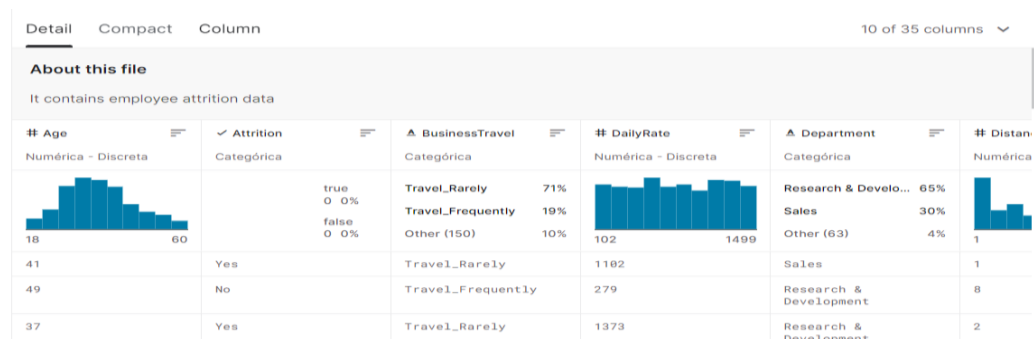 Detail Compact Column 10 of 35 columns
About this file
It contains employee attrition data
# Age Attrition BusinessTravel # DailyRate Department # Distan
Numérica - Discreta Categórica Categórica Numérica - Discreta Categórica Numérica
true 0 0% Travel_Rarely 71% Research & Develo... 65%
false 0 0% Travel_Frequently 19% Sales 30%
Other (150) 10% Other (63) 4%
18 60 102 1499 1
41 Yes Travel_Rarely 1102 Sales 1
49 No Travel_Frequently 279 Research & Development 8
37 Yes Travel_Rarely 1373 Research & Development 2